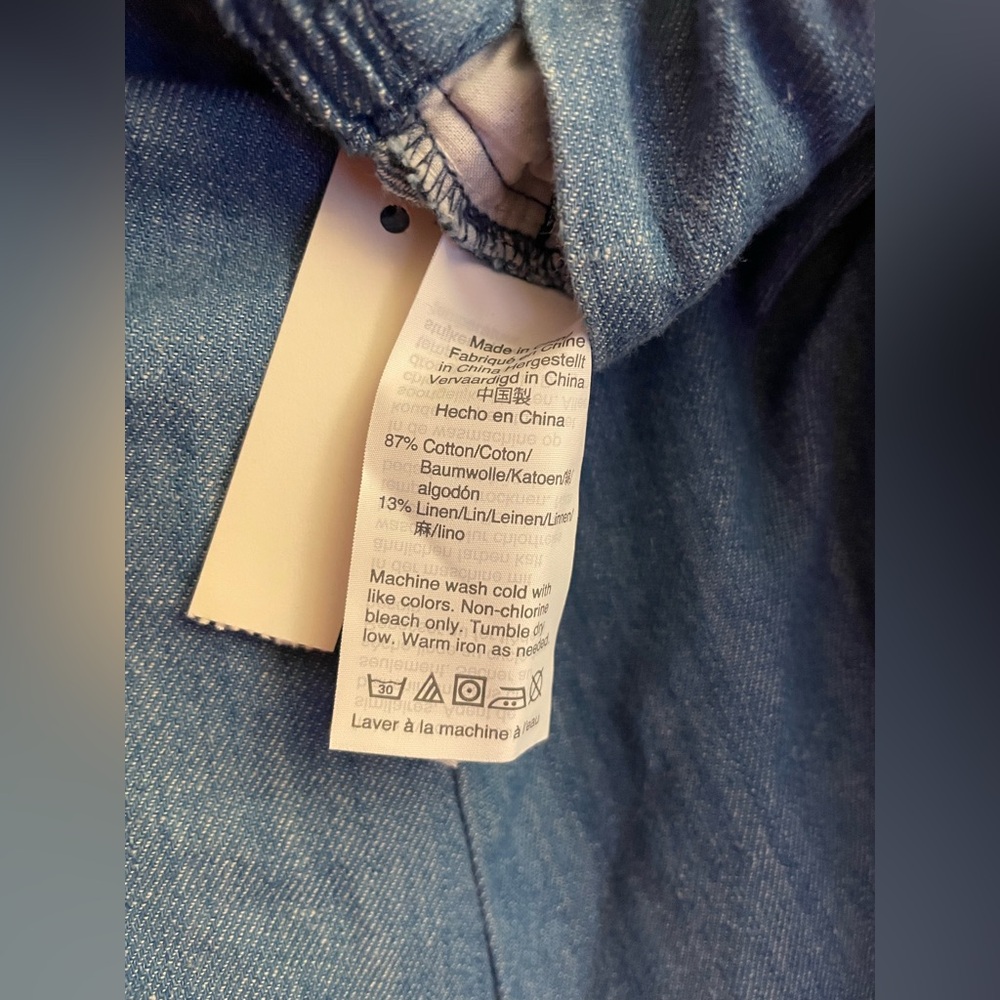 Made in Chine
Fabriqué en
in China Hergestellt
Vervaardigd in China
中国製
Hecho en China
87% Cotton/Coton/
Baumwolle/Katoen/綿/
algodón
13% Linen/Lin/Leinen/Linnen/
麻/lino
Machine wash cold with
like colors. Non-chlorine
bleach only. Tumble dry
low. Warm iron as needed.
30
Laver à la machine à l'eau